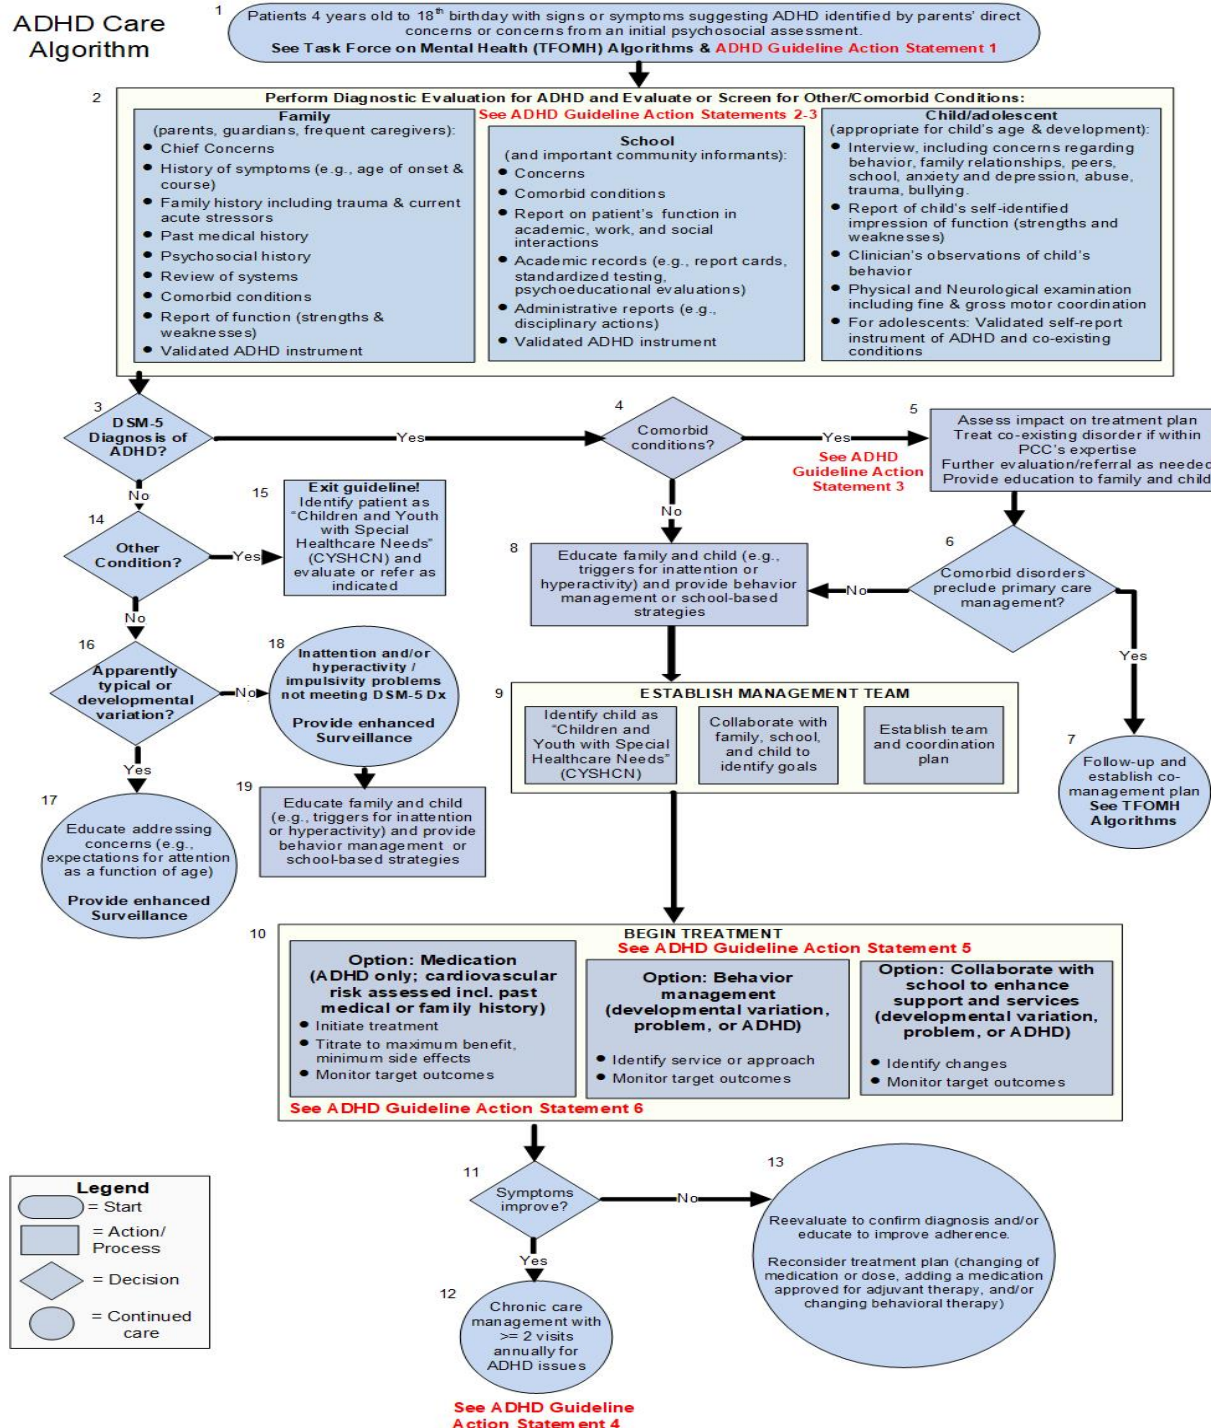 ADHD Care
Algorithm
1
Patients 4 years old to 18th birthday with signs or symptoms suggesting ADHD identified by parents' direct
concerns or concerns from an initial psychosocial assessment.
See Task Force on Mental Health (TFOMH) Algorithms & ADHD Guideline Action Statement 1
2
Perform Diagnostic Evaluation for ADHD and Evaluate or Screen for Other/Comorbid Conditions:
See ADHD Guideline Action Statements 2-3
Family
(parents, guardians, frequent caregivers):
● Chief Concerns
● History of symptoms (e.g., age of onset &
course)
● Family history including trauma & current
acute stressors
● Past medical history
● Psychosocial history
● Review of systems
● Comorbid conditions
● Report of function (strengths &
weaknesses)
● Validated ADHD instrument
School
(and important community informants):
● Concerns
● Comorbid conditions
● Report on patient's function in
academic, work, and social
interactions
● Academic records (e.g., report cards,
standardized testing,
psychoeducational evaluations)
● Administrative reports (e.g.,
disciplinary actions)
● Validated ADHD instrument
Child/adolescent
(appropriate for child's age & development):
● Interview, including concerns regarding
behavior, family relationships, peers,
school, anxiety and depression, abuse,
trauma, bullying.
● Report of child's self-identified
impression of function (strengths and
weaknesses)
● Clinician's observations of child's
behavior
● Physical and Neurological examination
including fine & gross motor coordination
● For adolescents: Validated self-report
instrument of ADHD and co-existing
conditions
3
DSM-5
Diagnosis of
ADHD?
Yes
No
4
Comorbid
conditions?
Yes
See ADHD
Guideline Action
Statement 3
No
5
Assess impact on treatment plan
Treat co-existing disorder if within
PCC's expertise
Further evaluation/referral as needed
Provide education to family and child
6
Comorbid disorders
preclude primary care
management?
No
Yes
7
Follow-up and
establish co-
management plan
See TFOMH
Algorithms
8
Educate family and child (e.g.,
triggers for inattention or
hyperactivity) and provide behavior
management or school-based
strategies
9
ESTABLISH MANAGEMENT TEAM
Identify child as
"Children and
Youth with Special
Healthcare Needs"
(CYSHCN)
Collaborate with
family, school,
and child to
identify goals
Establish team
and coordination
plan
14
Other
Condition?
Yes
No
15
Exit guideline!
Identify patient as
"Children and Youth
with Special
Healthcare Needs"
(CYSHCN) and
evaluate or refer as
indicated
16
Apparently
typical or
developmental
variation?
No
Yes
18
Inattention and/or
hyperactivity /
impulsivity problems
not meeting DSM-5 Dx
Provide enhanced
Surveillance
17
Educate addressing
concerns (e.g.,
expectations for attention
as a function of age)
Provide enhanced
Surveillance
19
Educate family and child
(e.g., triggers for inattention
or hyperactivity) and provide
behavior management or
school-based strategies
10
BEGIN TREATMENT
See ADHD Guideline Action Statement 5
Option: Medication
(ADHD only; cardiovascular
risk assessed incl. past
medical or family history)
● Initiate treatment
● Titrate to maximum benefit,
minimum side effects
● Monitor target outcomes
Option: Behavior
management
(developmental variation,
problem, or ADHD)
● Identify service or approach
● Monitor target outcomes
Option: Collaborate with
school to enhance
support and services
(developmental variation,
problem, or ADHD)
● Identify changes
● Monitor target outcomes
See ADHD Guideline Action Statement 6
11
Symptoms
improve?
No
Yes
12
Chronic care
management with
>= 2 visits
annually for
ADHD issues
See ADHD Guideline
Action Statement 4
13
Reevaluate to confirm diagnosis and/or
educate to improve adherence.
Reconsider treatment plan (changing of
medication or dose, adding a medication
approved for adjuvant therapy, and/or
changing behavioral therapy)
Legend
= Start
= Action/
Process
= Decision
= Continued
care